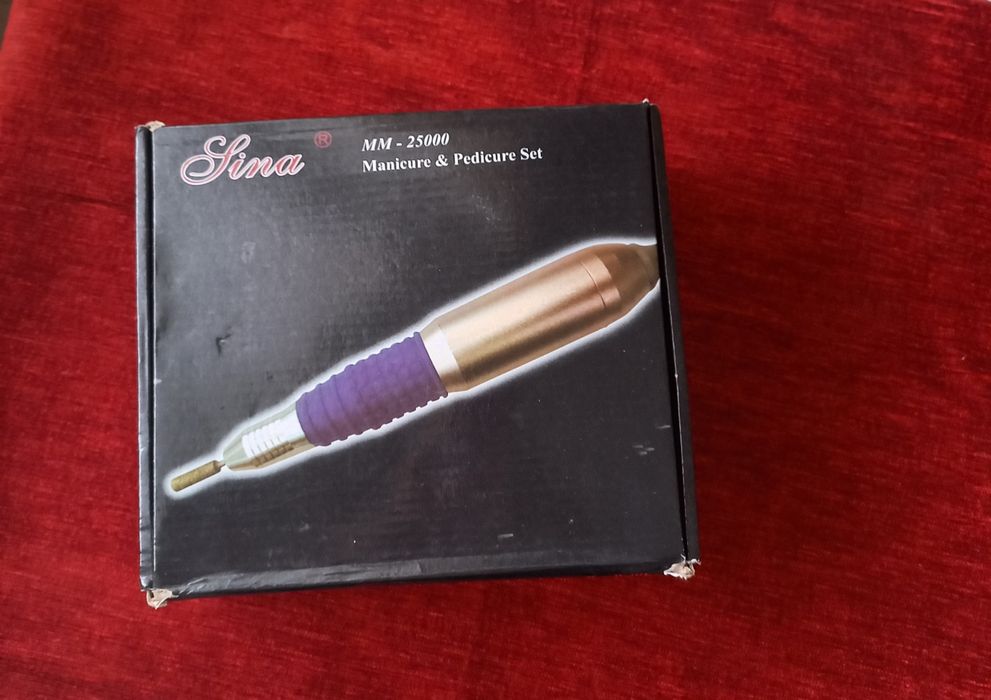 Sina ®
MM - 25000
Manicure & Pedicure Set